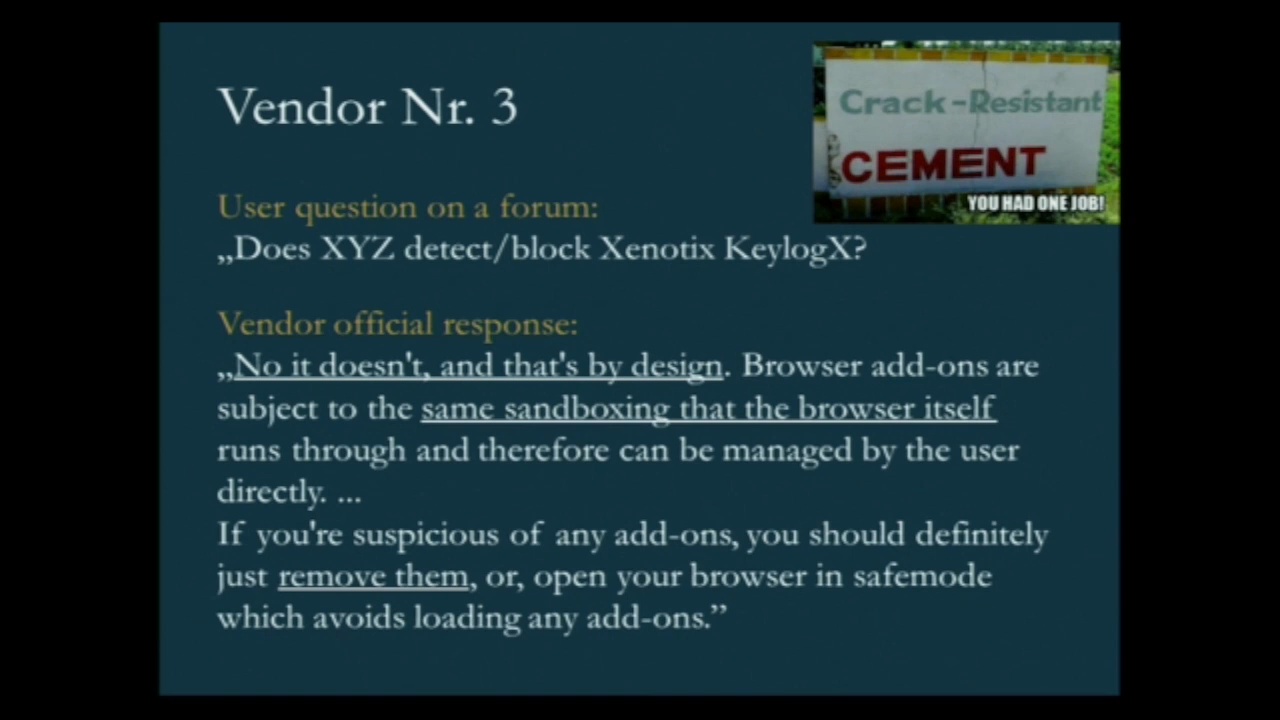 Vendor Nr. 3
Crack-Resistant
CEMENT
YOU HAD ONE JOB!
User question on a forum:
„Does XYZ detect/block Xenotix KeylogX?
Vendor official response:
„No it doesn't, and that's by design. Browser add-ons are
subject to the same sandboxing that the browser itself
runs through and therefore can be managed by the user
directly. ...
If you're suspicious of any add-ons, you should definitely
just remove them, or, open your browser in safemode
which avoids loading any add-ons.”